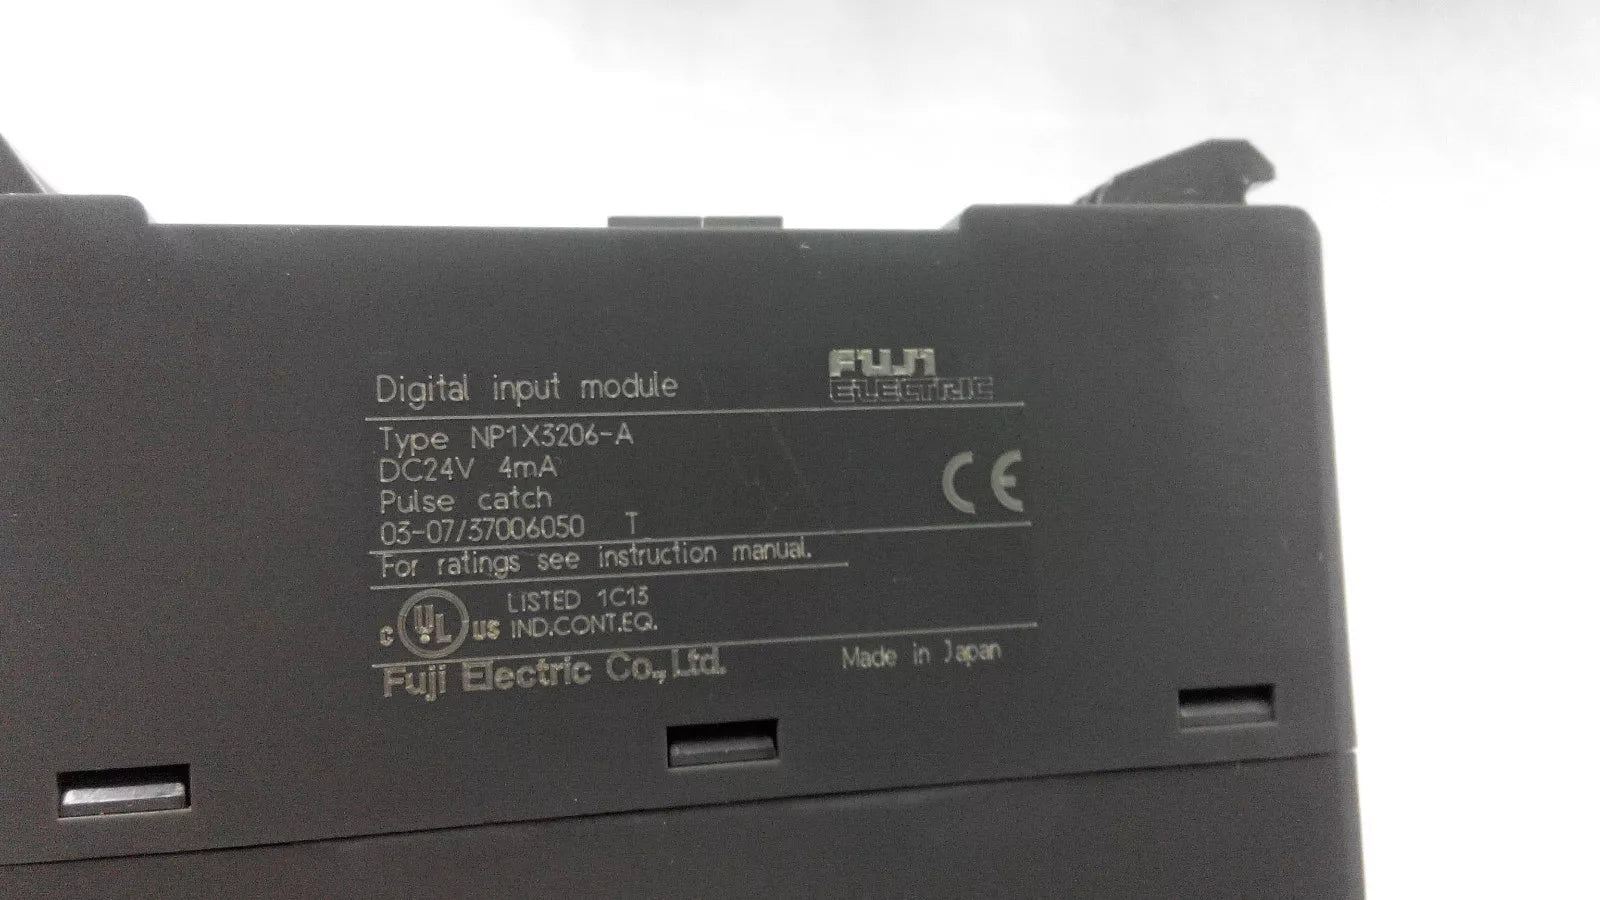 Digital input module
FUJI
ELECTRIC
Type NP1X3206-A
DC24V 4mA
Pulse catch
CE
03-07/37006050 T
For ratings see instruction manual.
C UL US LISTED 1C13
IND.CONT.EQ.
Fuji Electric Co., Ltd.
Made in Japan